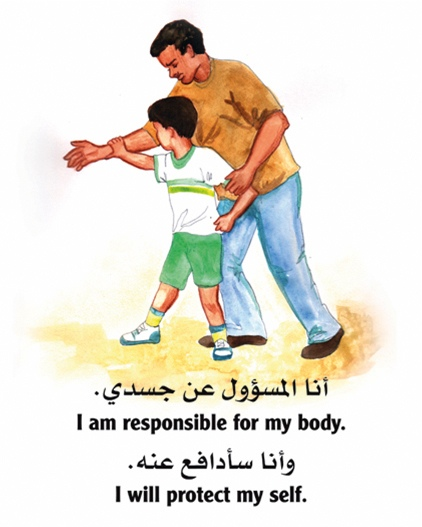 أنا المسؤول عن جسدي.
I am responsible for my body.
وأنا سأدافع عنه.
I will protect my self.